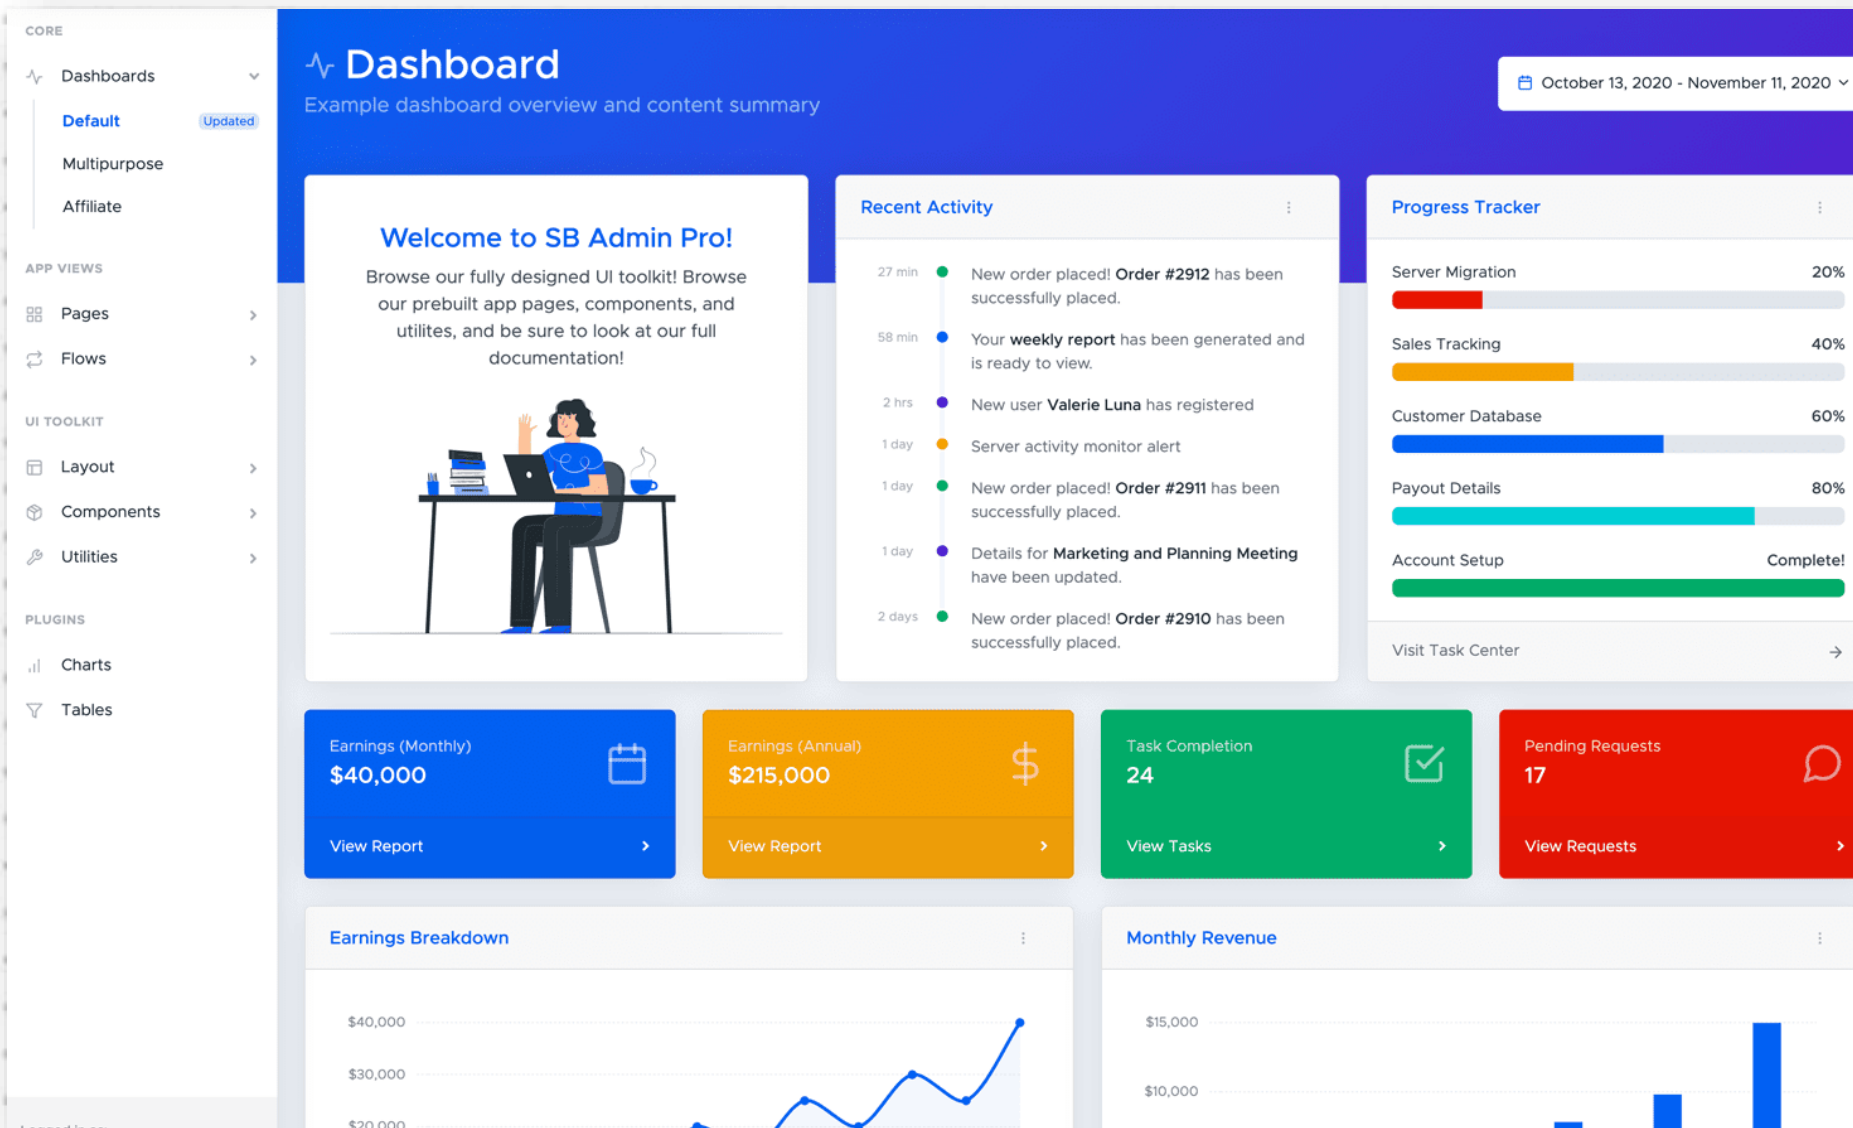 CORE
Dashboards
Default Updated
Multipurpose
Affiliate
APP VIEWS
Pages
Flows
UI TOOLKIT
Layout
Components
Utilities
PLUGINS
Charts
Tables
Dashboard
Example dashboard overview and content summary
October 13, 2020 - November 11, 2020
Welcome to SB Admin Pro!
Browse our fully designed UI toolkit! Browse
our prebuilt app pages, components, and
utilites, and be sure to look at our full
documentation!
Recent Activity
27 min New order placed! Order #2912 has been
successfully placed.
58 min Your weekly report has been generated and
is ready to view.
2 hrs New user Valerie Luna has registered
1 day Server activity monitor alert
1 day New order placed! Order #2911 has been
successfully placed.
1 day Details for Marketing and Planning Meeting
have been updated.
2 days New order placed! Order #2910 has been
successfully placed.
Progress Tracker
Server Migration 20%
Sales Tracking 40%
Customer Database 60%
Payout Details 80%
Account Setup Complete!
Visit Task Center
Earnings (Monthly)
$40,000
View Report
Earnings (Annual)
$215,000
View Report
Task Completion
24
View Tasks
Pending Requests
17
View Requests
Earnings Breakdown
$40,000
$30,000
$20,000
Monthly Revenue
$15,000
$10,000